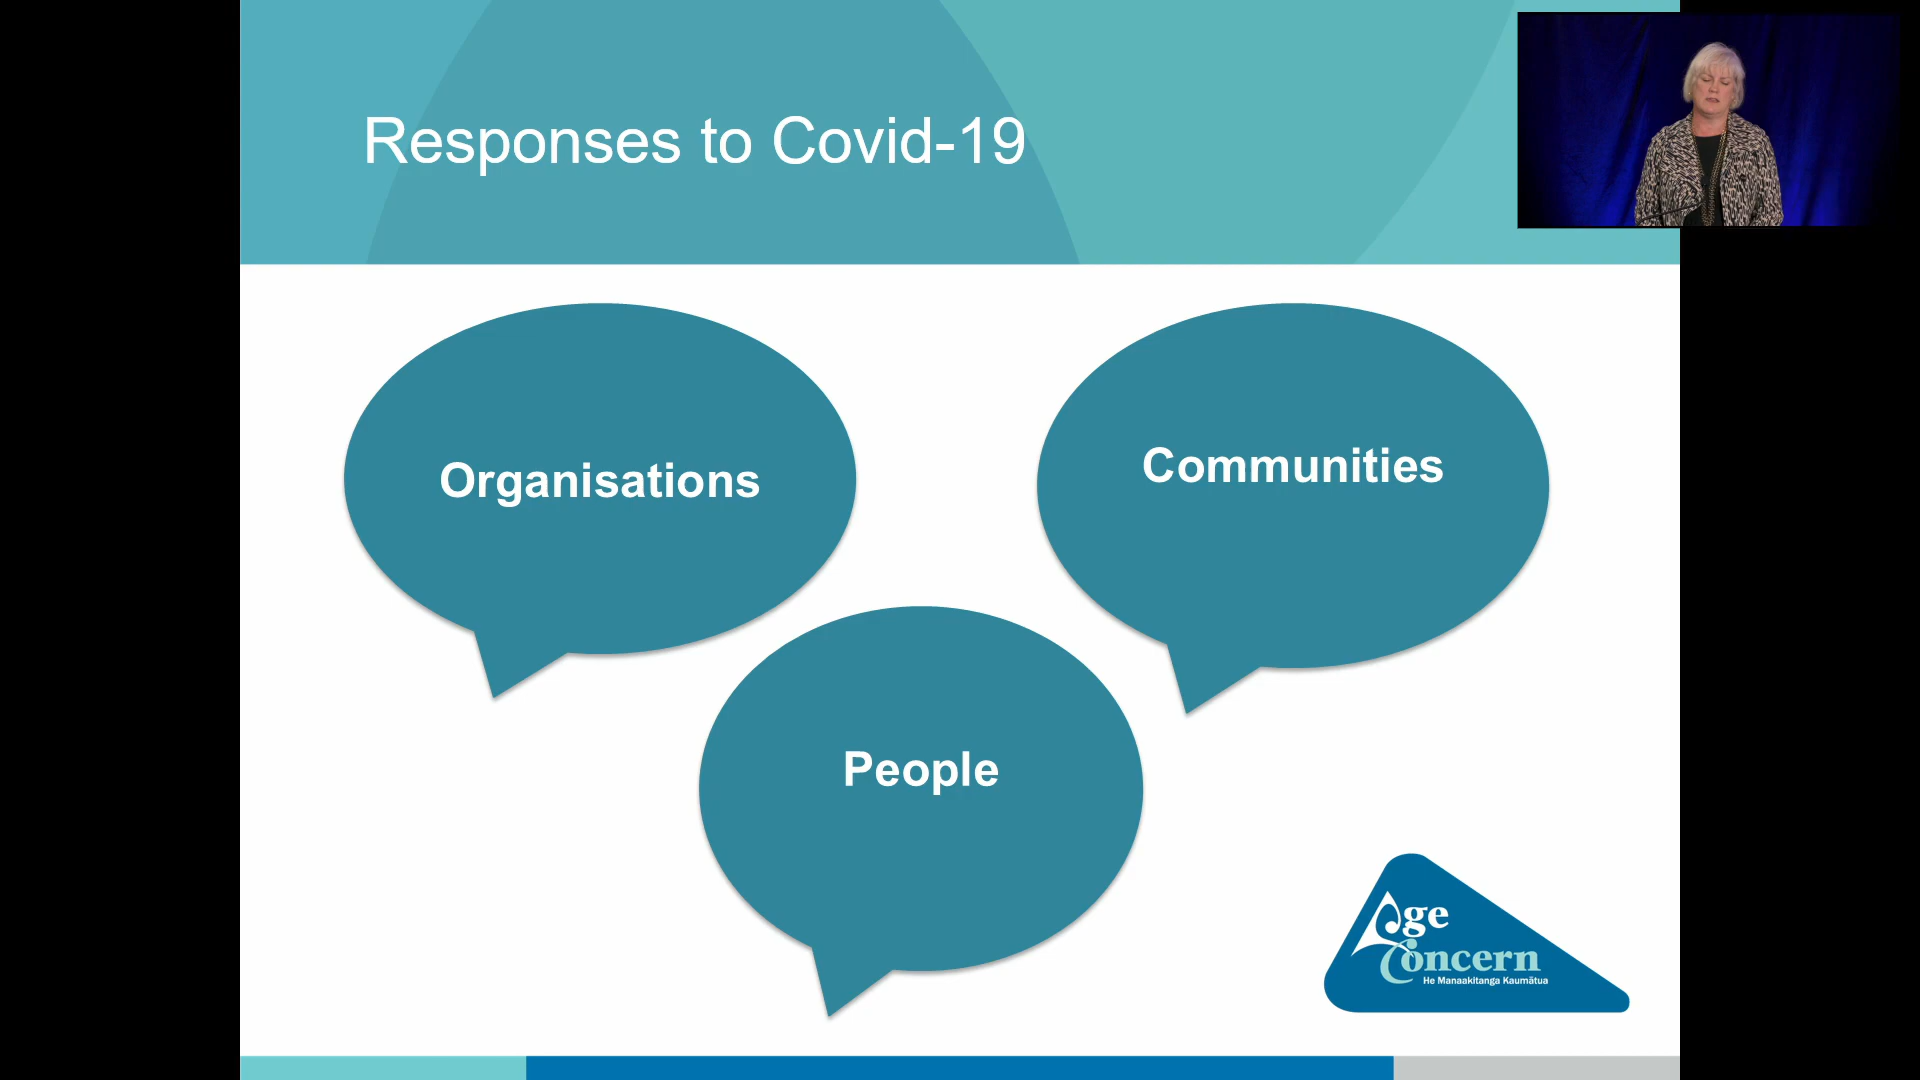 Responses to Covid-19
Organisations
Communities
People
Age
Concern
He Manaakitanga Kaumātua